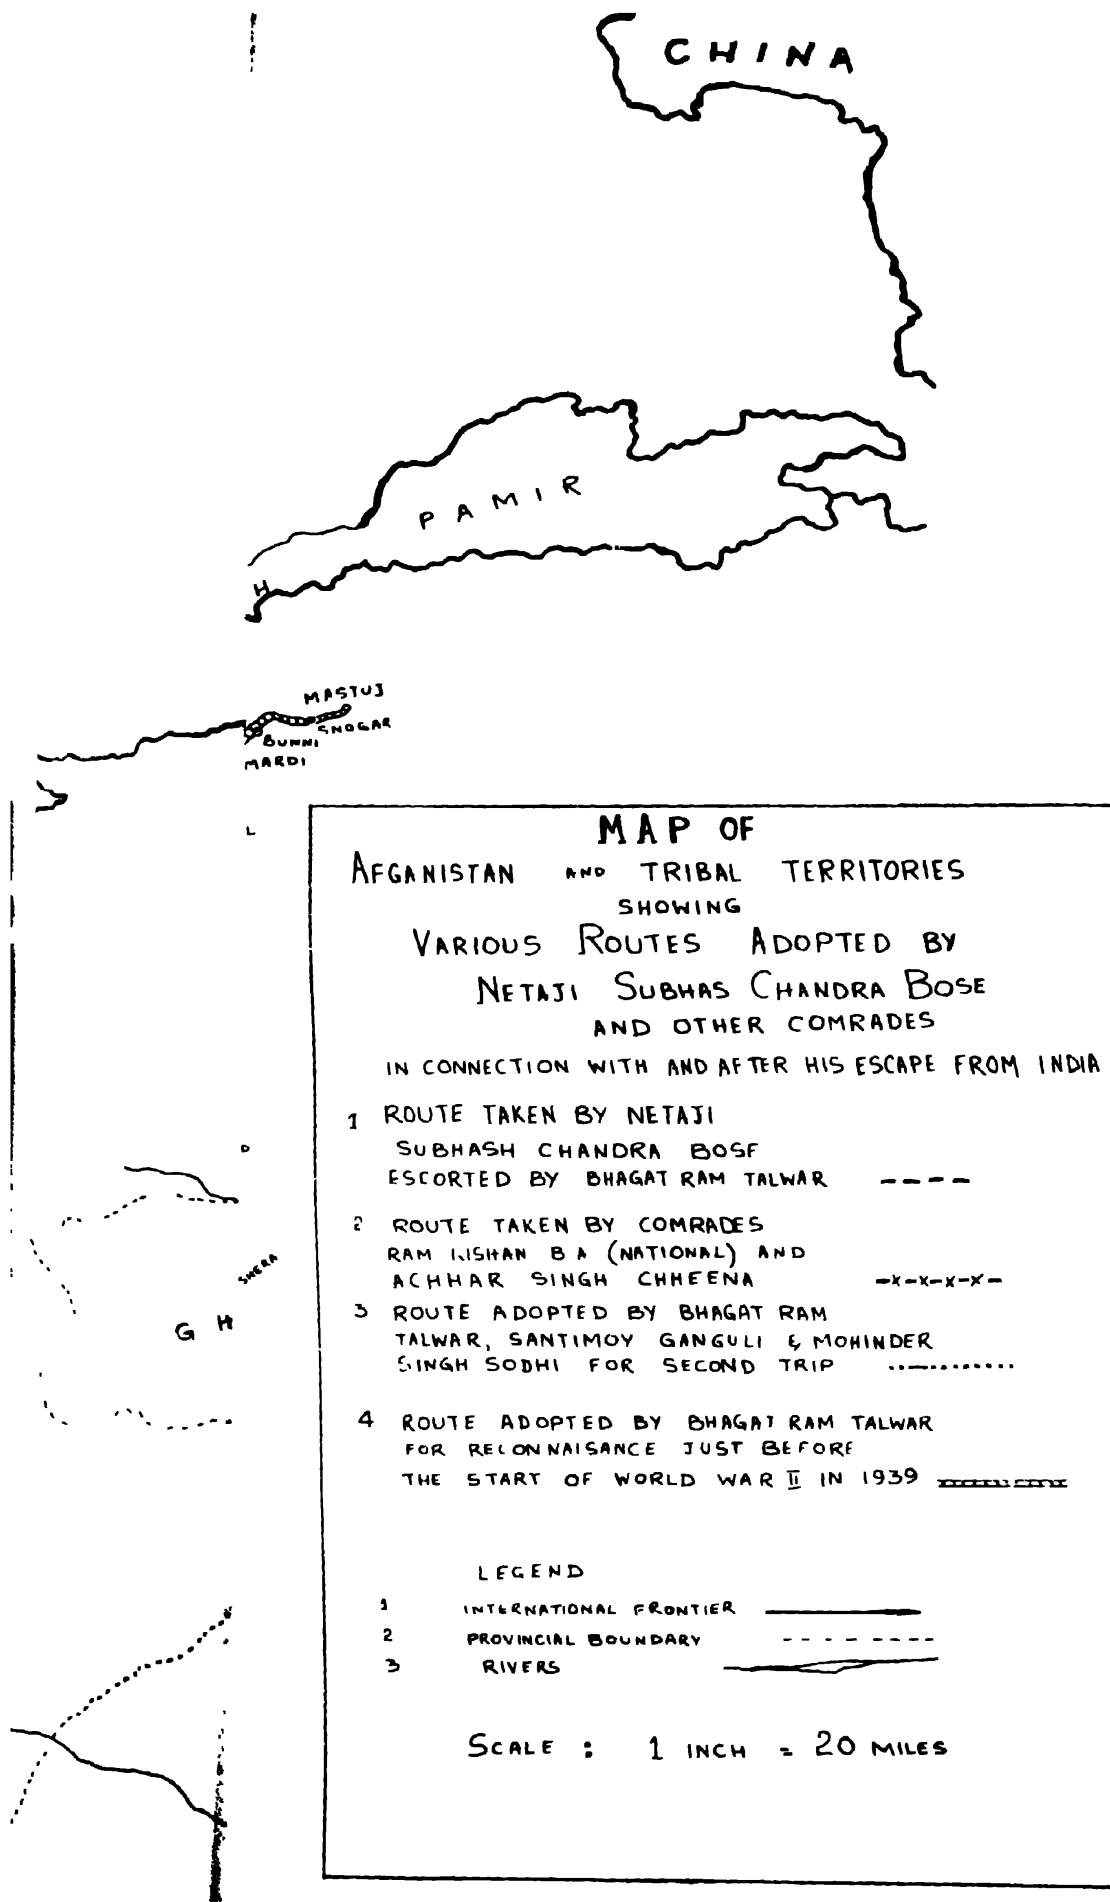 CHINA
PAMIR
H
MASTUJ
SNOGAR
BUNNI
MARDI
L
MAP OF
AFGANISTAN AND TRIBAL TERRITORIES
SHOWING
VARIOUS ROUTES ADOPTED BY
NETAJI SUBHAS CHANDRA BOSE
AND OTHER COMRADES
IN CONNECTION WITH AND AFTER HIS ESCAPE FROM INDIA
1 ROUTE TAKEN BY NETAJI
SUBHASH CHANDRA BOSE
ESCORTED BY BHAGAT RAM TALWAR
D
2 ROUTE TAKEN BY COMRADES
RAM KISHAN B A (NATIONAL) AND
ACHHAR SINGH CHHEENA
SHERA
G H
3 ROUTE ADOPTED BY BHAGAT RAM
TALWAR, SANTIMOY GANGULI & MOHINDER
SINGH SODHI FOR SECOND TRIP
4 ROUTE ADOPTED BY BHAGAT RAM TALWAR
FOR RECONNAISANCE JUST BEFORE
THE START OF WORLD WAR II IN 1939
LEGEND
1 INTERNATIONAL FRONTIER
2 PROVINCIAL BOUNDARY
3 RIVERS
SCALE : 1 INCH = 20 MILES